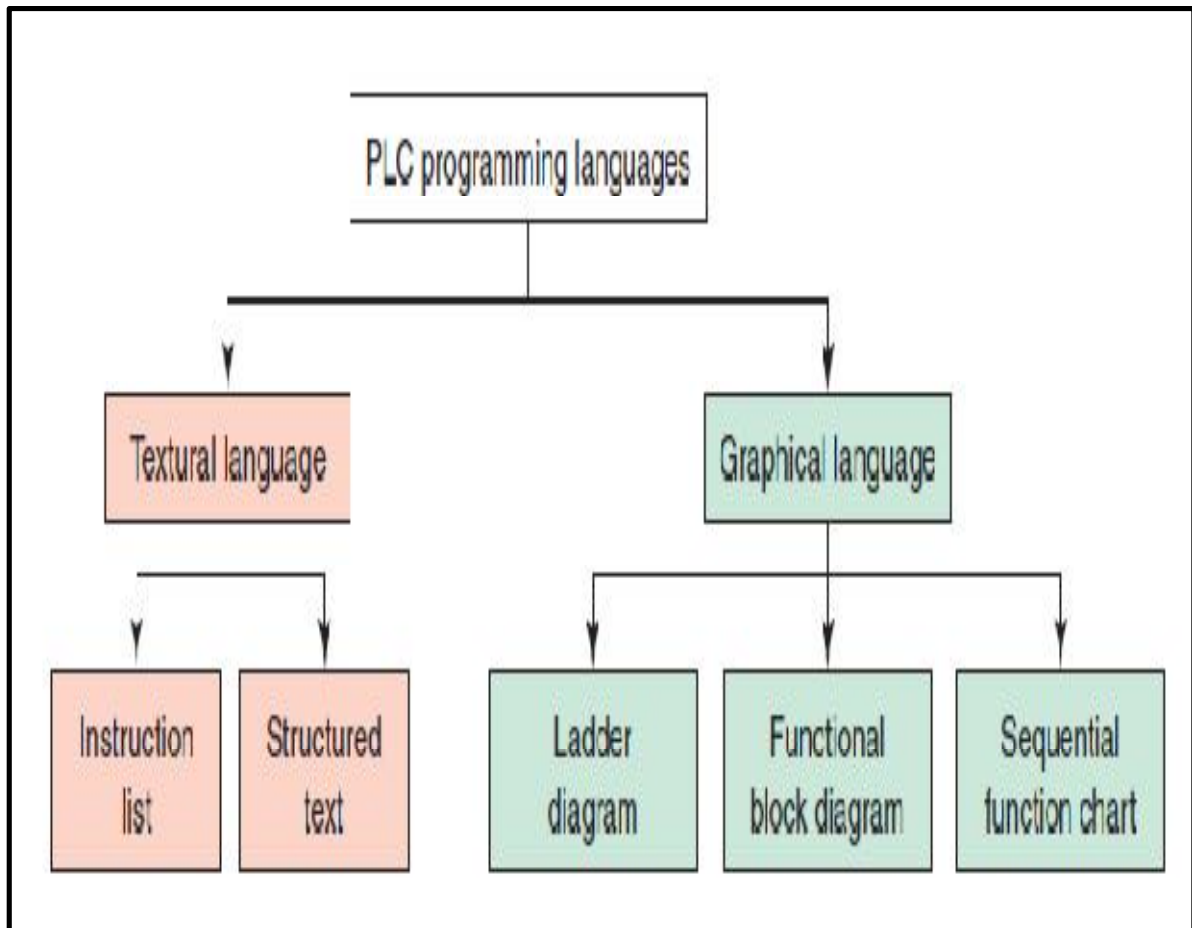 PLC programming languages
Textural language
Graphical language
Instruction
list
Structured
text
Ladder
diagram
Functional
block diagram
Sequential
function chart